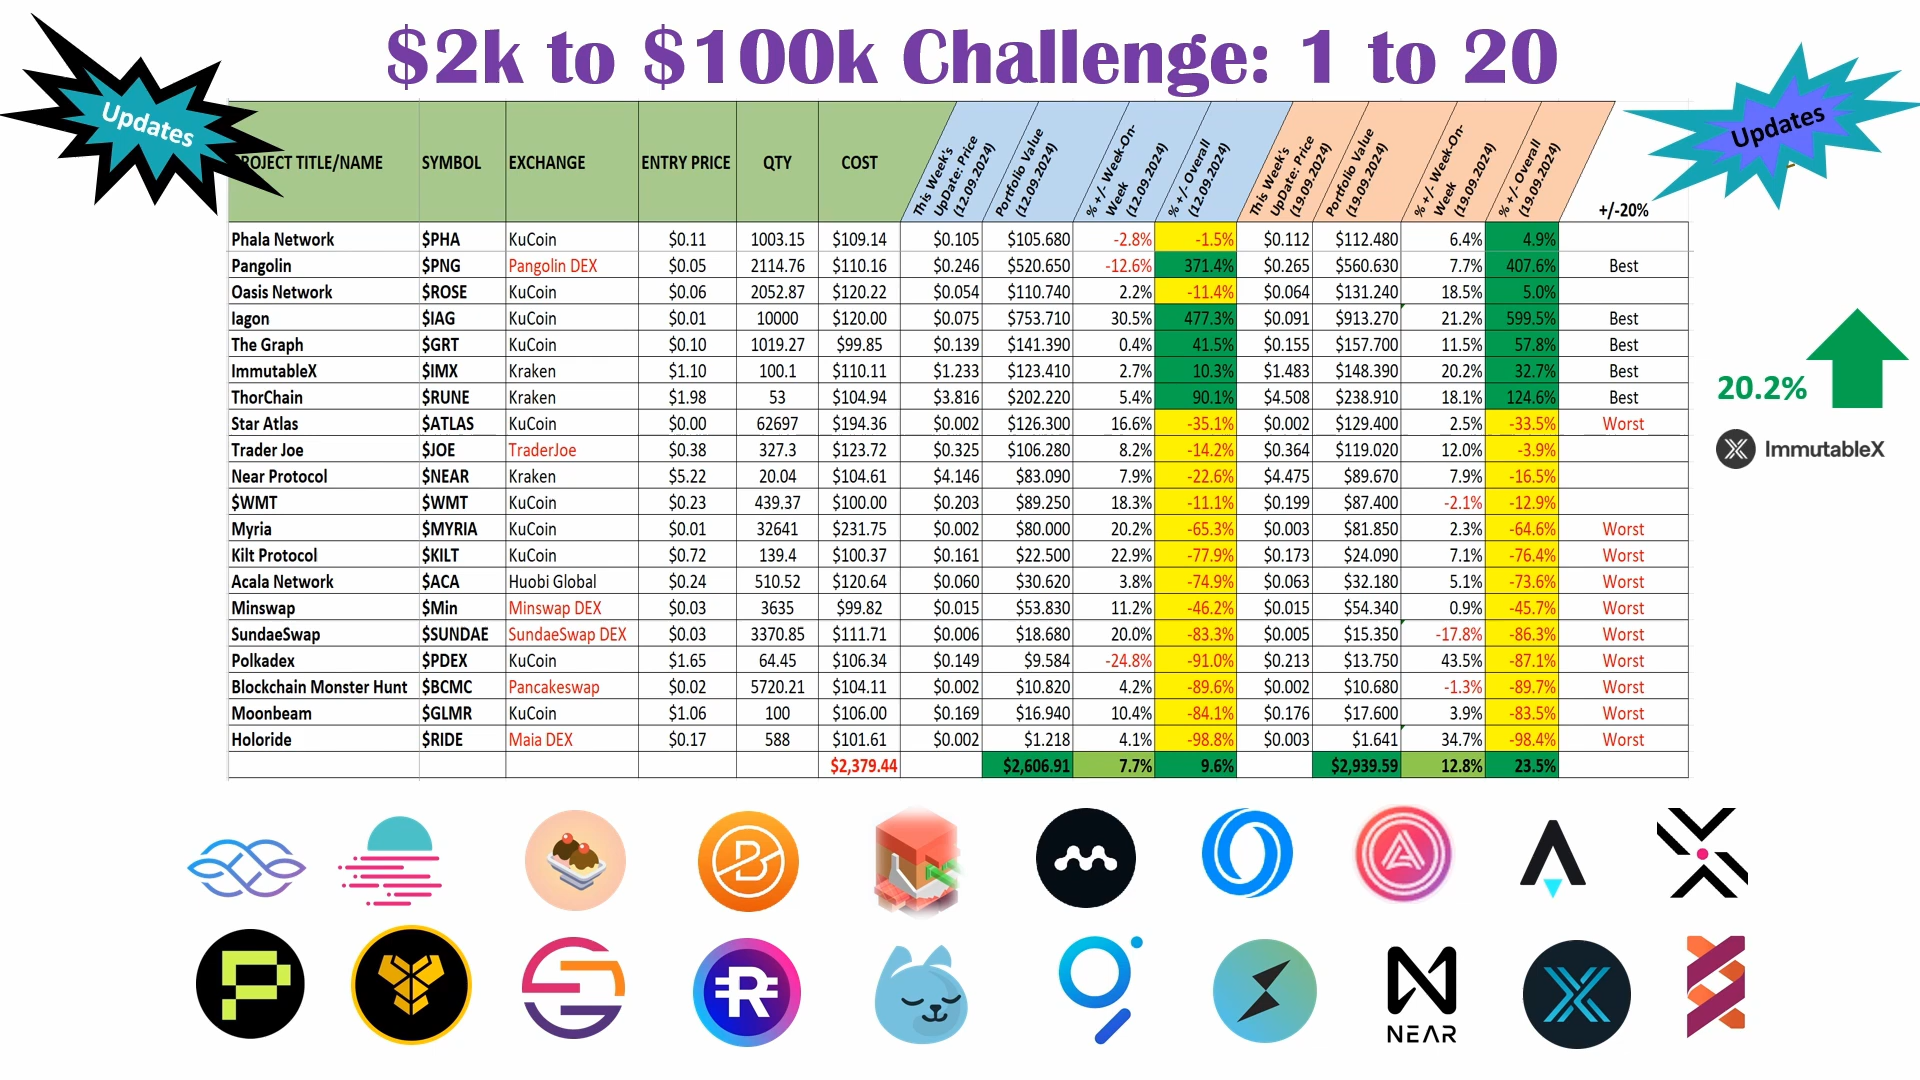 $2k to $100k Challenge: 1 to 20
Updates
Updates
ROJECT TITLE/NAME SYMBOL EXCHANGE ENTRY PRICE QTY COST This Week's UpDate: Price (12.09.2024) Portfolio Value (12.09.2024) % +/- Week-On-Week (12.09.2024) % +/- Overall (12.09.2024) This Week's UpDate: Price (19.09.2024) Portfolio Value (19.09.2024) % +/- Week-On-Week (19.09.2024) % +/- Overall (19.09.2024) +/-20%
Phala Network $PHA KuCoin $0.11 1003.15 $109.14 $0.105 $105.680 -2.8% -1.5% $0.112 $112.480 6.4% 4.9%
Pangolin $PNG Pangolin DEX $0.05 2114.76 $110.16 $0.246 $520.650 -12.6% 371.4% $0.265 $560.630 7.7% 407.6% Best
Oasis Network $ROSE KuCoin $0.06 2052.87 $120.22 $0.054 $110.740 2.2% -11.4% $0.064 $131.240 18.5% 5.0%
Iagon $IAG KuCoin $0.01 10000 $120.00 $0.075 $753.710 30.5% 477.3% $0.091 $913.270 21.2% 599.5% Best
The Graph $GRT KuCoin $0.10 1019.27 $99.85 $0.139 $141.390 0.4% 41.5% $0.155 $157.700 11.5% 57.8% Best
ImmutableX $IMX Kraken $1.10 100.1 $110.11 $1.233 $123.410 2.7% 10.3% $1.483 $148.390 20.2% 32.7% Best
ThorChain $RUNE Kraken $1.98 53 $104.94 $3.816 $202.220 5.4% 90.1% $4.508 $238.910 18.1% 124.6% Best
Star Atlas $ATLAS KuCoin $0.00 62697 $194.36 $0.002 $126.300 16.6% -35.1% $0.002 $129.400 2.5% -33.5% Worst
Trader Joe $JOE TraderJoe $0.38 327.3 $123.72 $0.325 $106.280 8.2% -14.2% $0.364 $119.020 12.0% -3.9%
Near Protocol $NEAR Kraken $5.22 20.04 $104.61 $4.146 $83.090 7.9% -22.6% $4.475 $89.670 7.9% -16.5%
$WMT $WMT KuCoin $0.23 439.37 $100.00 $0.203 $89.250 18.3% -11.1% $0.199 $87.400 -2.1% -12.9%
Myria $MYRIA KuCoin $0.01 32641 $231.75 $0.002 $80.000 20.2% -65.3% $0.003 $81.850 2.3% -64.6% Worst
Kilt Protocol $KILT KuCoin $0.72 139.4 $100.37 $0.161 $22.500 22.9% -77.9% $0.173 $24.090 7.1% -76.4% Worst
Acala Network $ACA Huobi Global $0.24 510.52 $120.64 $0.060 $30.620 3.8% -74.9% $0.063 $32.180 5.1% -73.6% Worst
Minswap $Min Minswap DEX $0.03 3635 $99.82 $0.015 $53.830 11.2% -46.2% $0.015 $54.340 0.9% -45.7% Worst
SundaeSwap $SUNDAE SundaeSwap DEX $0.03 3370.85 $111.71 $0.006 $18.680 20.0% -83.3% $0.005 $15.350 -17.8% -86.3% Worst
Polkadex $PDEX KuCoin $1.65 64.45 $106.34 $0.149 $9.584 -24.8% -91.0% $0.213 $13.750 43.5% -87.1% Worst
Blockchain Monster Hunt $BCMC Pancakeswap $0.02 5720.21 $104.11 $0.002 $10.820 4.2% -89.6% $0.002 $10.680 -1.3% -89.7% Worst
Moonbeam $GLMR KuCoin $1.06 100 $106.00 $0.169 $16.940 10.4% -84.1% $0.176 $17.600 3.9% -83.5% Worst
Holoride $RIDE Maia DEX $0.17 588 $101.61 $0.002 $1.218 4.1% -98.8% $0.003 $1.641 34.7% -98.4% Worst
$2,379.44 $2,606.91 7.7% 9.6% $2,939.59 12.8% 23.5%
20.2%
ImmutableX
NEAR